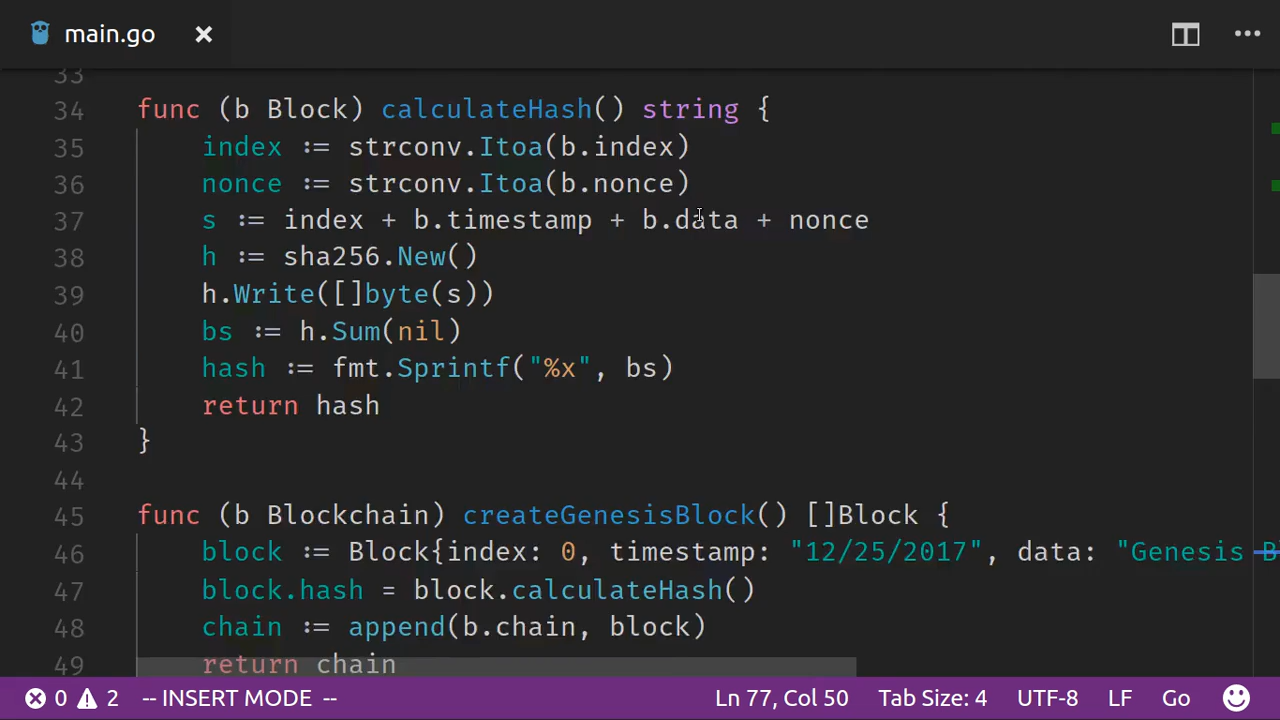 main.go
33
34 func (b Block) calculateHash() string {
35 index := strconv.Itoa(b.index)
36 nonce := strconv.Itoa(b.nonce)
37 s := index + b.timestamp + b.data + nonce
38 h := sha256.New()
39 h.Write([]byte(s))
40 bs := h.Sum(nil)
41 hash := fmt.Sprintf("%x", bs)
42 return hash
43 }
44
45 func (b Blockchain) createGenesisBlock() []Block {
46 block := Block{index: 0, timestamp: "12/25/2017", data: "Genesis B
47 block.hash = block.calculateHash()
48 chain := append(b.chain, block)
49 return chain
0 2 -- INSERT MODE -- Ln 77, Col 50 Tab Size: 4 UTF-8 LF Go